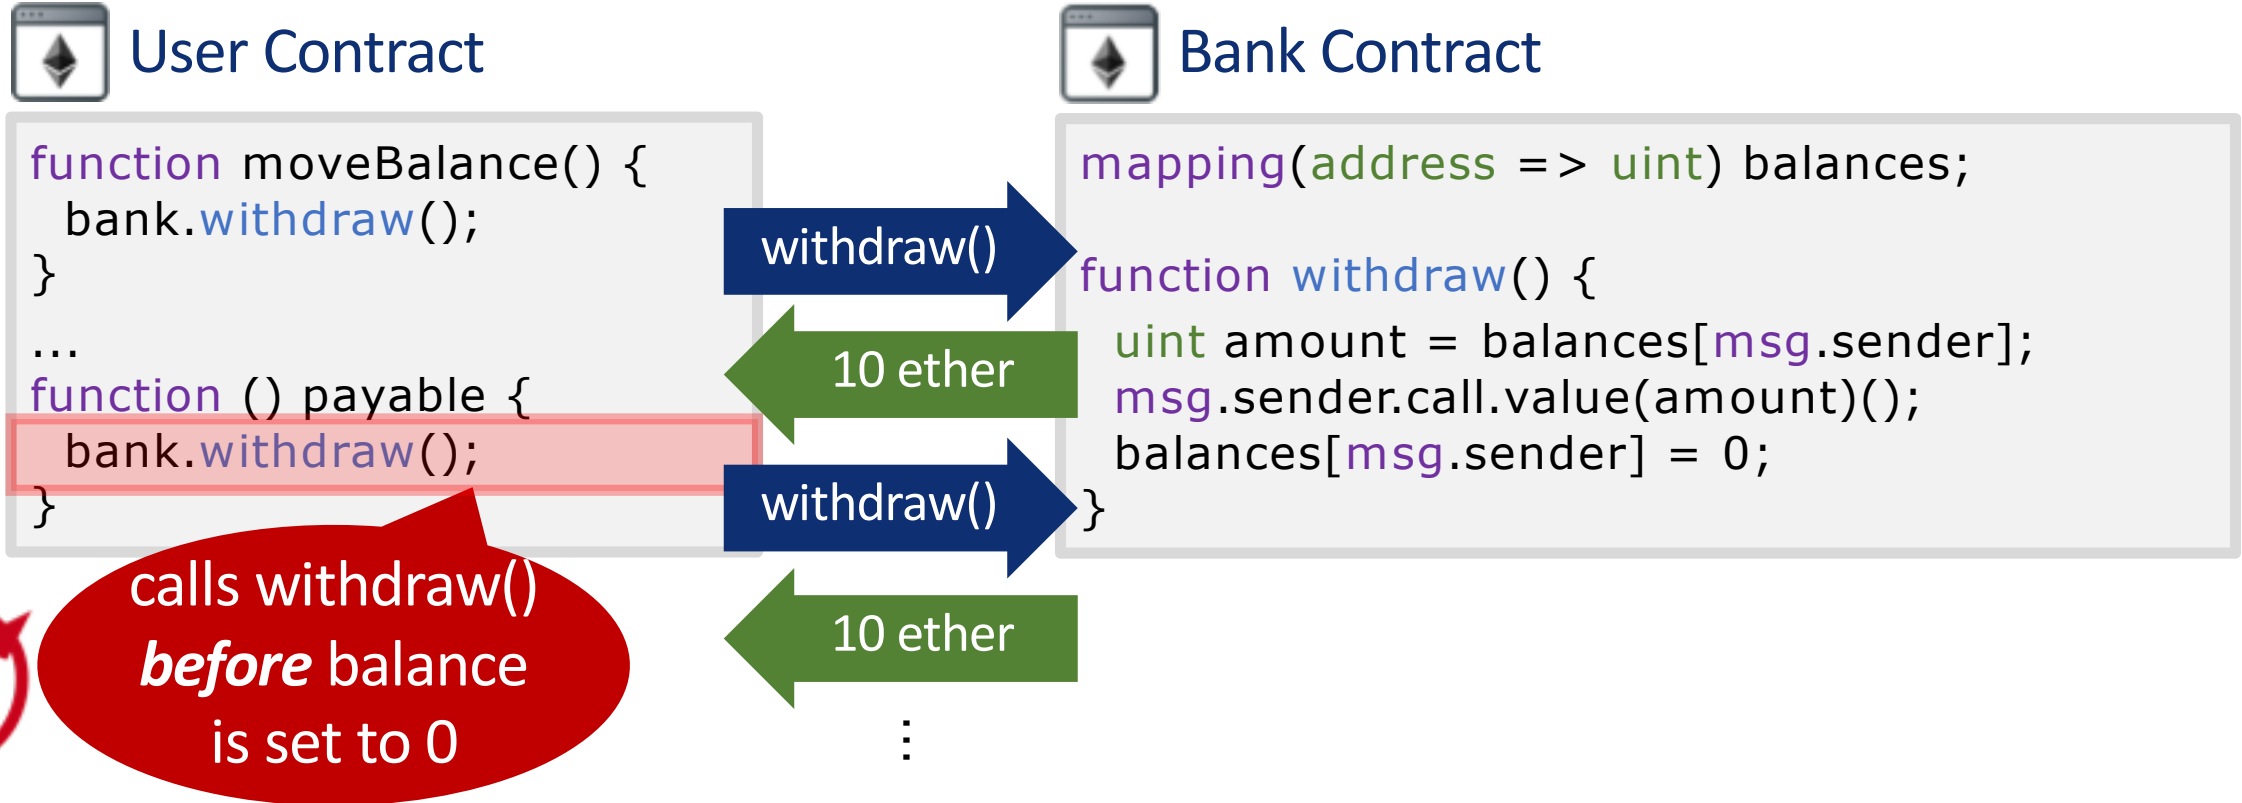 User Contract
function moveBalance() {
bank.withdraw();
}
...
function () payable {
bank.withdraw();
}
calls withdraw()
before balance
is set to 0
withdraw()
10 ether
withdraw()
10 ether
...
Bank Contract
mapping(address => uint) balances;
function withdraw() {
uint amount = balances[msg.sender];
msg.sender.call.value(amount)();
balances[msg.sender] = 0;
}